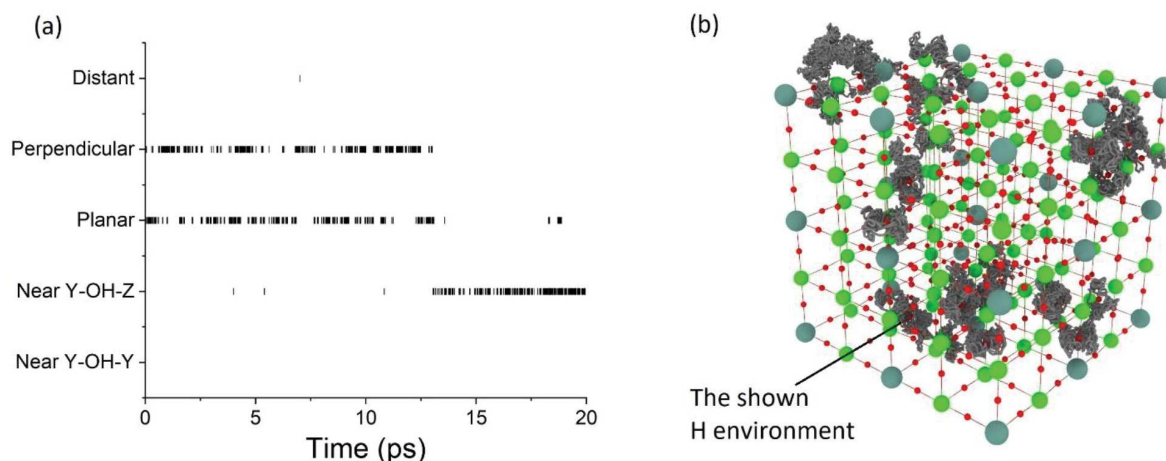 (a)
Distant
Perpendicular
Planar
Near Y-OH-Z
Near Y-OH-Y
0 5 10 15 20
Time (ps)
(b)
The shown
H environment